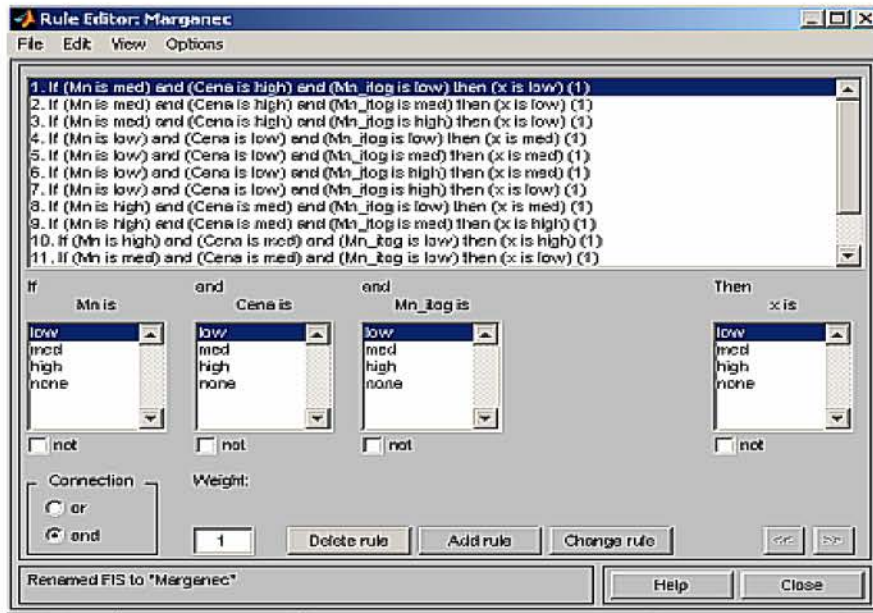 Rule Editor: Marganec
File Edit View Options
1. If (Mn is med) and (Cena is high) and (Mn_itog is low) then (x is low) (1)
2. If (Mn is med) and (Cena is high) and (Mn_itog is med) then (x is low) (1)
3. If (Mn is med) and (Cena is high) and (Mn_itog is high) then (x is low) (1)
4. If (Mn is low) and (Cena is low) and (Mn_itog is low) then (x is med) (1)
5. If (Mn is low) and (Cena is low) and (Mn_itog is med) then (x is med) (1)
6. If (Mn is low) and (Cena is low) and (Mn_itog is high) then (x is med) (1)
7. If (Mn is low) and (Cena is low) and (Mn_itog is high) then (x is low) (1)
8. If (Mn is high) and (Cena is med) and (Mn_itog is low) then (x is med) (1)
9. If (Mn is high) and (Cena is med) and (Mn_itog is med) then (x is high) (1)
10. If (Mn is high) and (Cena is med) and (Mn_itog is low) then (x is high) (1)
11. If (Mn is med) and (Cena is med) and (Mn_itog is low) then (x is low) (1)
If and and Then
Mn is Cena is Mn_itog is x is
low low low low
med med med med
high high high high
none none none none
not not not not
Connection Weight:
or
and 1 Delete rule Add rule Change rule << >>
Renamed FIS to "Marganec" Help Close